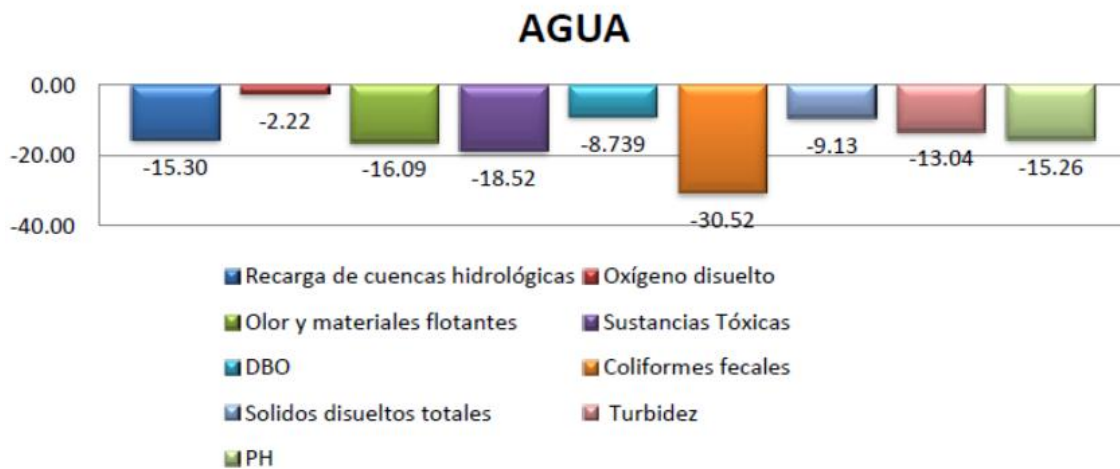 AGUA
0.00
-20.00
-40.00
-15.30
-2.22
-16.09
-18.52
-8.739
-30.52
-9.13
-13.04
-15.26
Recarga de cuencas hidrológicas
Oxígeno disuelto
Olor y materiales flotantes
Sustancias Tóxicas
DBO
Coliformes fecales
Solidos disueltos totales
Turbidez
PH